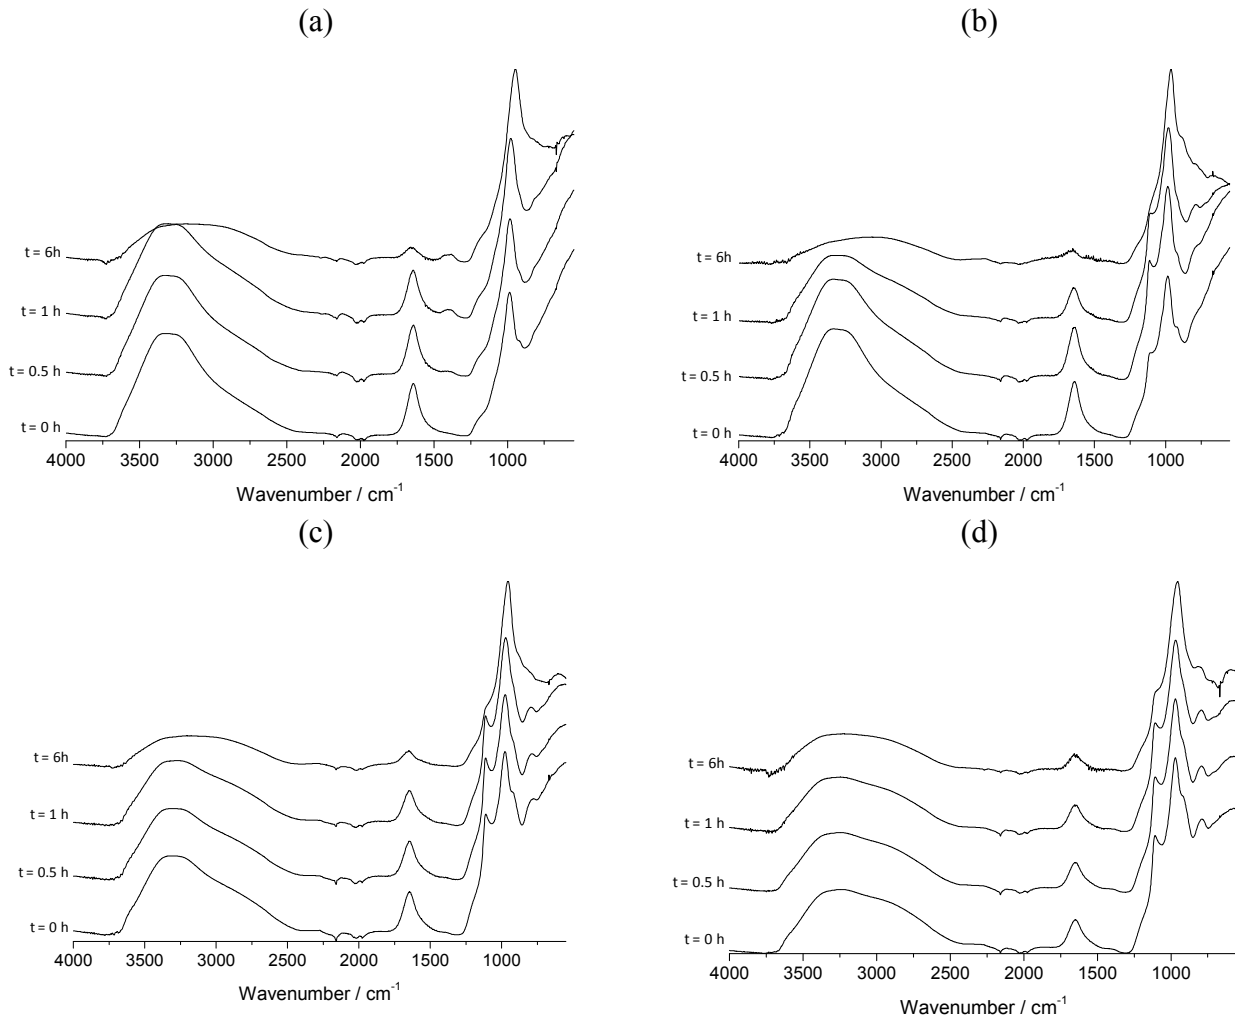 (a)
t = 6h
t = 1 h
t = 0.5 h
t = 0 h
4000 3500 3000 2500 2000 1500 1000
Wavenumber / cm⁻¹
(b)
t = 6h
t = 1 h
t = 0.5 h
t = 0 h
4000 3500 3000 2500 2000 1500 1000
Wavenumber / cm⁻¹
(c)
t = 6h
t = 1 h
t = 0.5 h
t = 0 h
4000 3500 3000 2500 2000 1500 1000
Wavenumber / cm⁻¹
(d)
t = 6h
t = 1 h
t = 0.5 h
t = 0 h
4000 3500 3000 2500 2000 1500 1000
Wavenumber / cm⁻¹